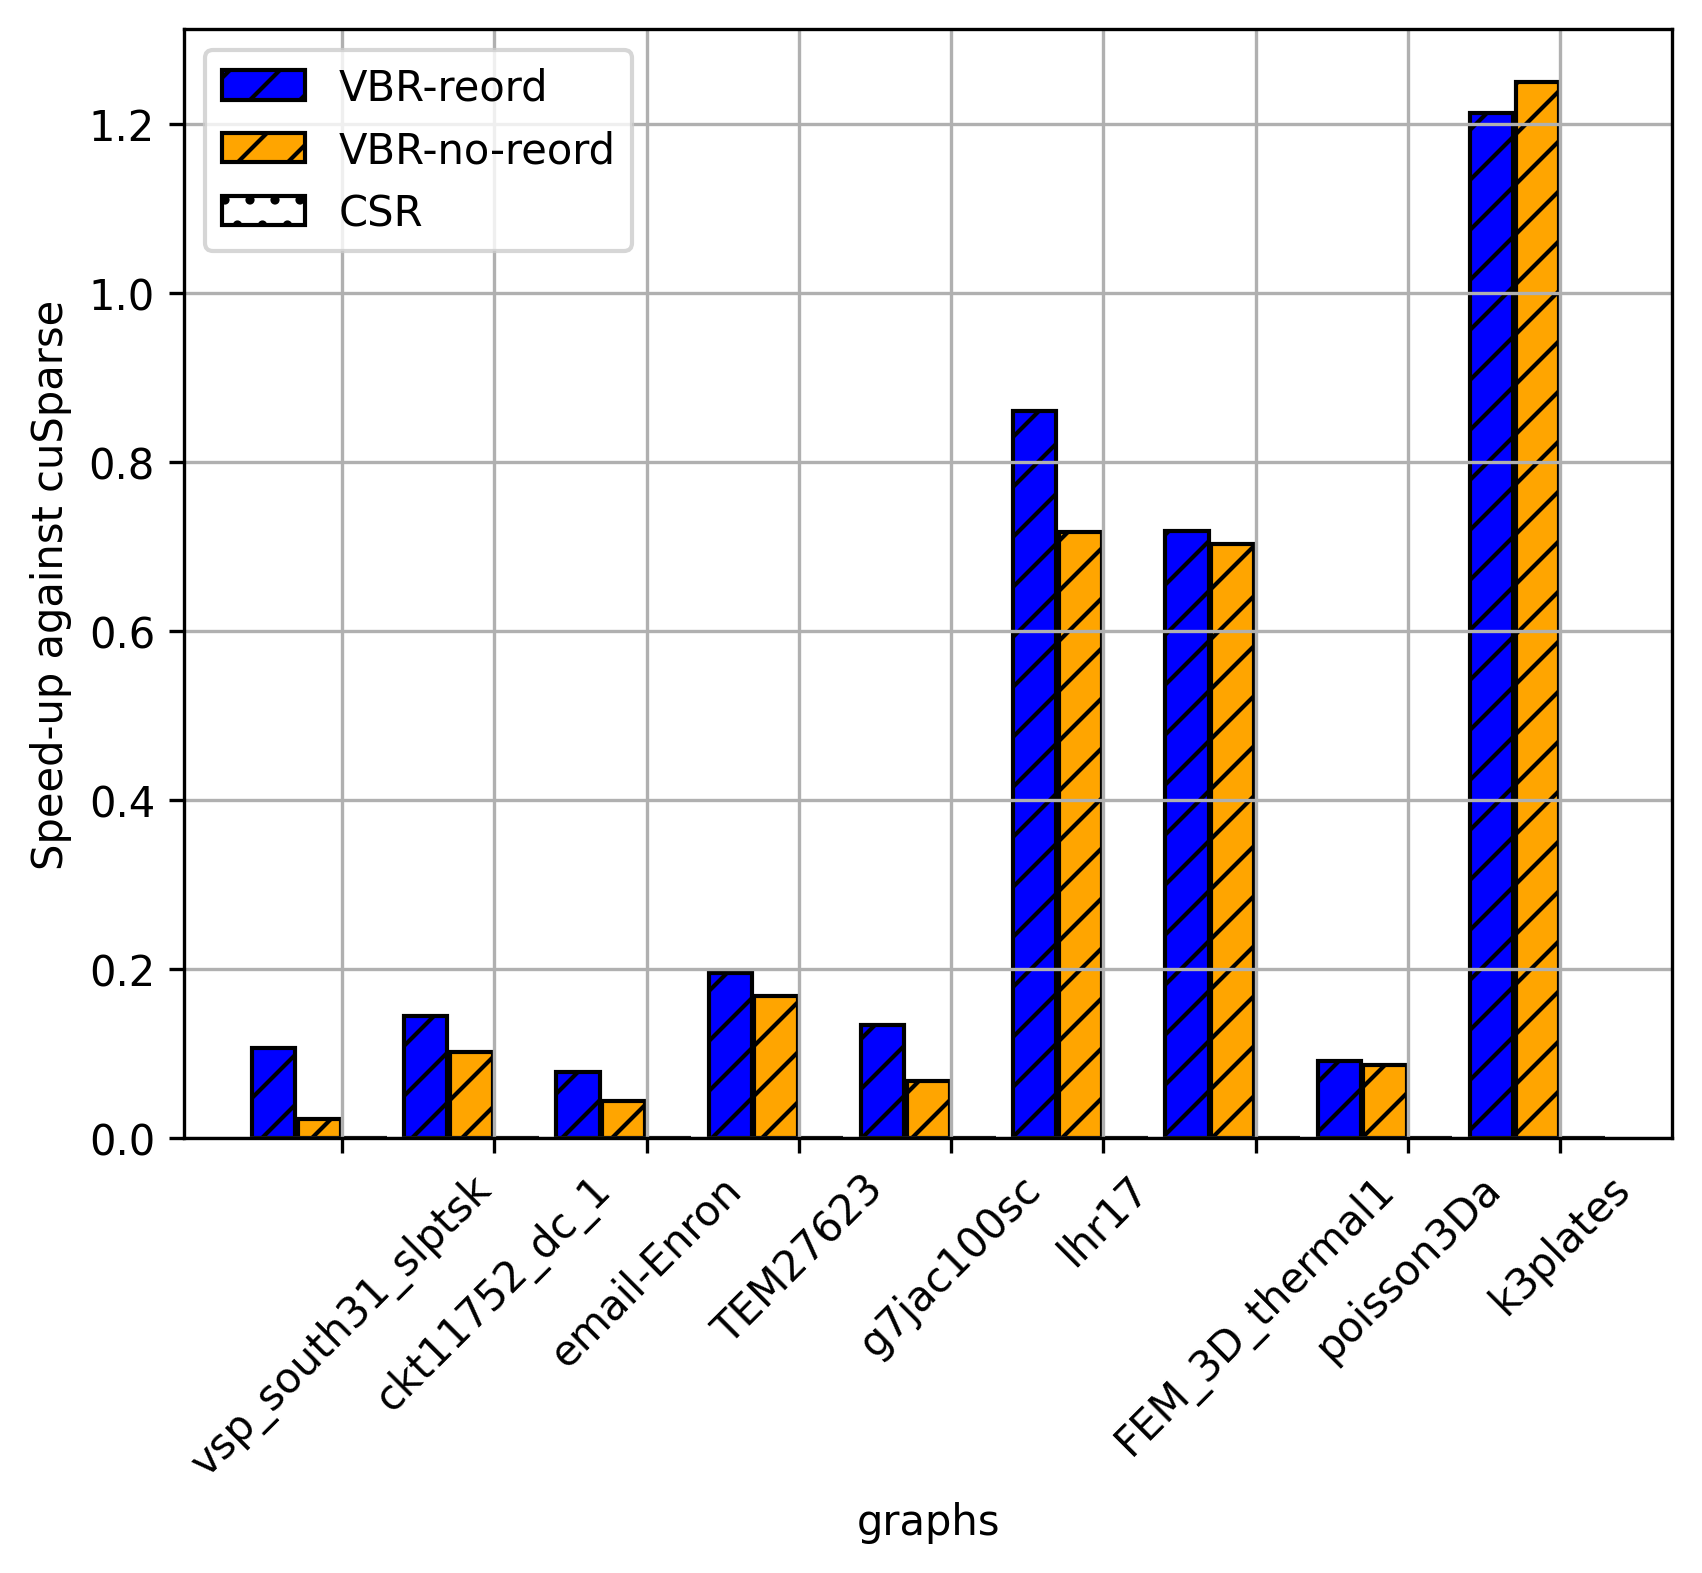 VBR-reord
VBR-no-reord
CSR
Speed-up against cuSparse
1.2
1.0
0.8
0.6
0.4
0.2
0.0
vsp_south31_slptsk
ckt11752_dc_1
email-Enron
TEM27623
g7jac100sc
lhr17
FEM_3D_thermal1
poisson3Da
k3plates
graphs